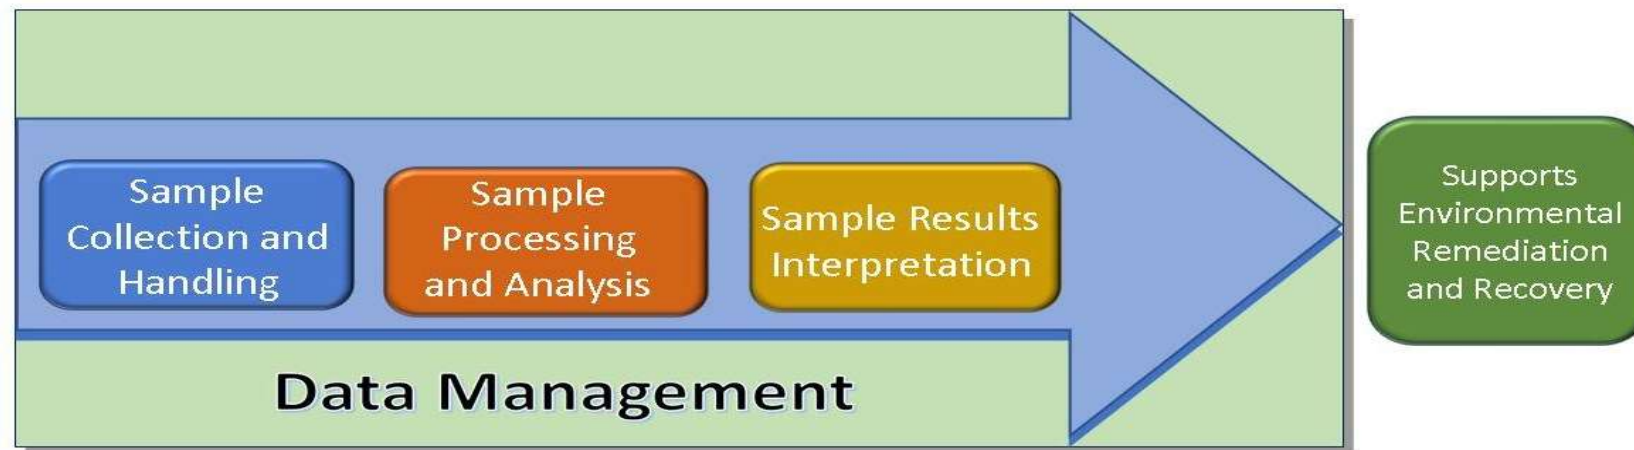 Sample
Collection and
Handling
Sample
Processing
and Analysis
Sample Results
Interpretation
Supports
Environmental
Remediation
and Recovery
Data Management